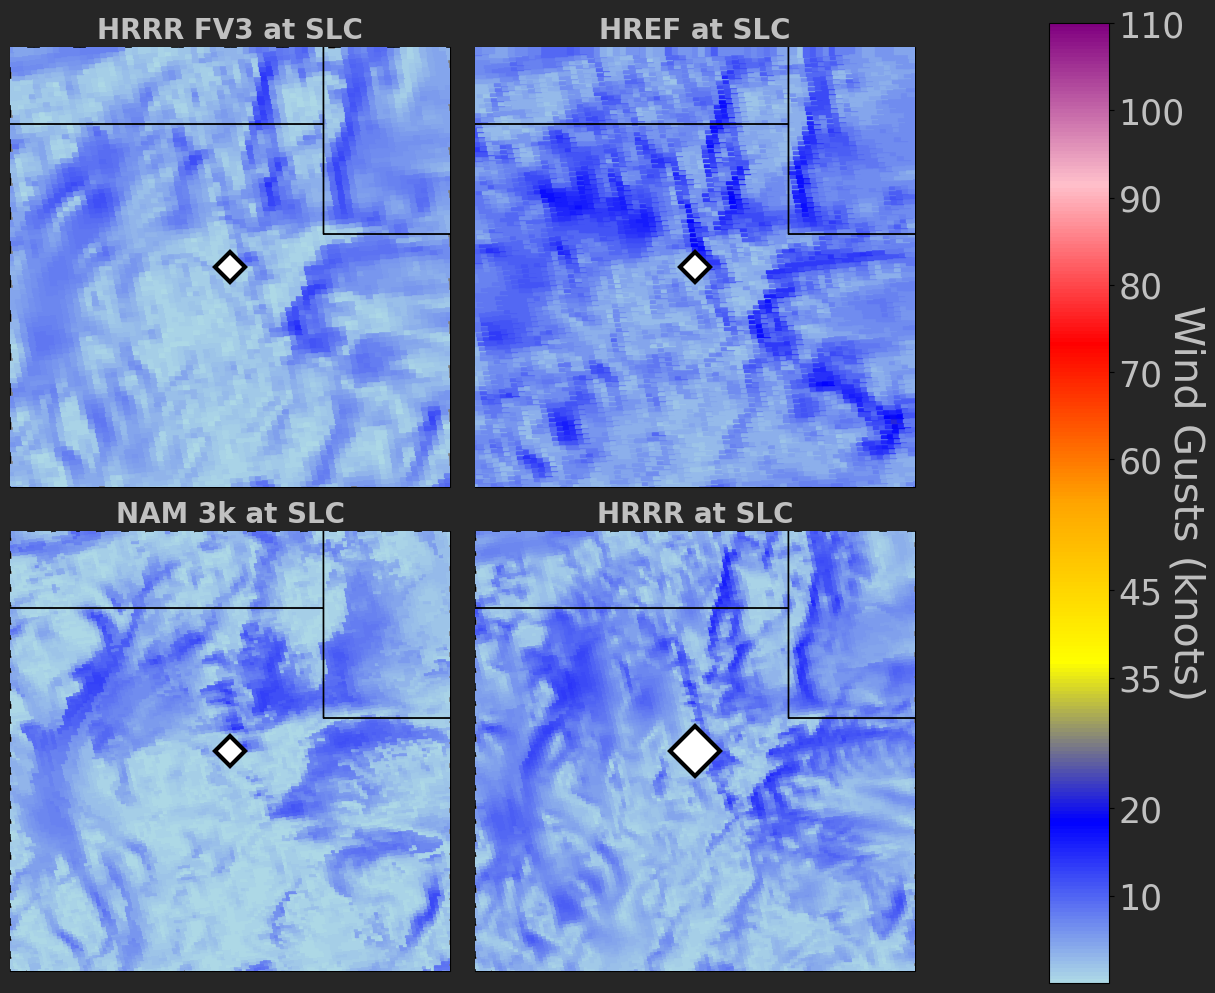 HRRR FV3 at SLC
HREF at SLC
NAM 3k at SLC
HRRR at SLC
110
100
90
80
70
60
45
35
20
10
Wind Gusts (knots)